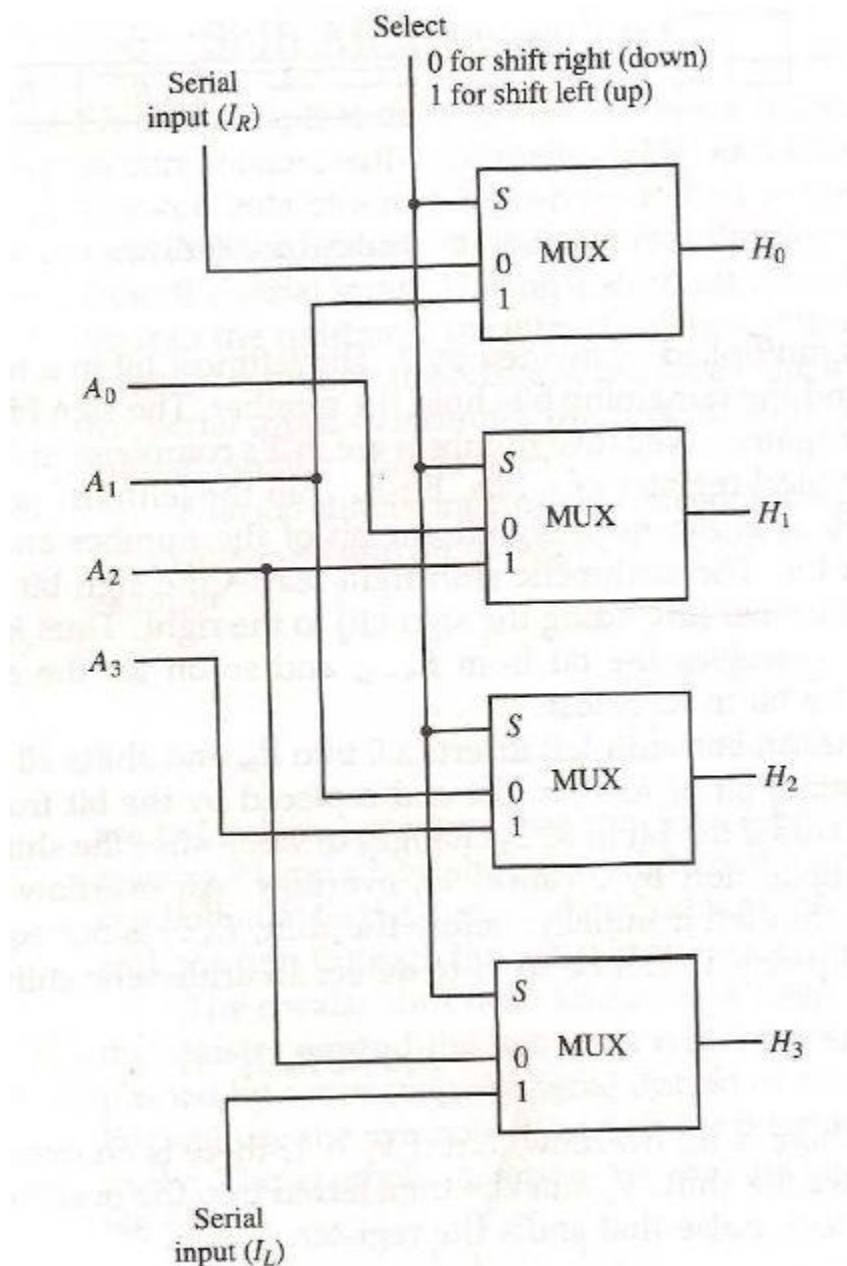 Select
0 for shift right (down)
1 for shift left (up)
Serial
input (I_R)
S
MUX
0
1
H_0
A_0
A_1
A_2
A_3
S
MUX
0
1
H_1
S
MUX
0
1
H_2
S
MUX
0
1
H_3
Serial
input (I_L)